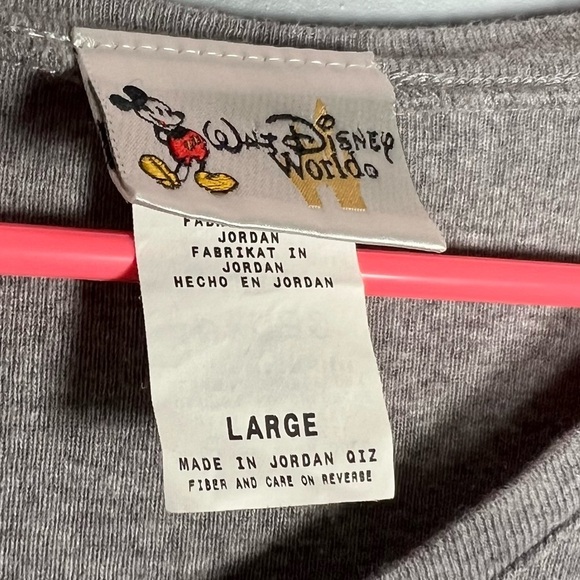 Walt Disney
World®
JORDAN
FABRIKAT IN
JORDAN
HECHO EN JORDAN
LARGE
MADE IN JORDAN QIZ
FIBER AND CARE ON REVERSE